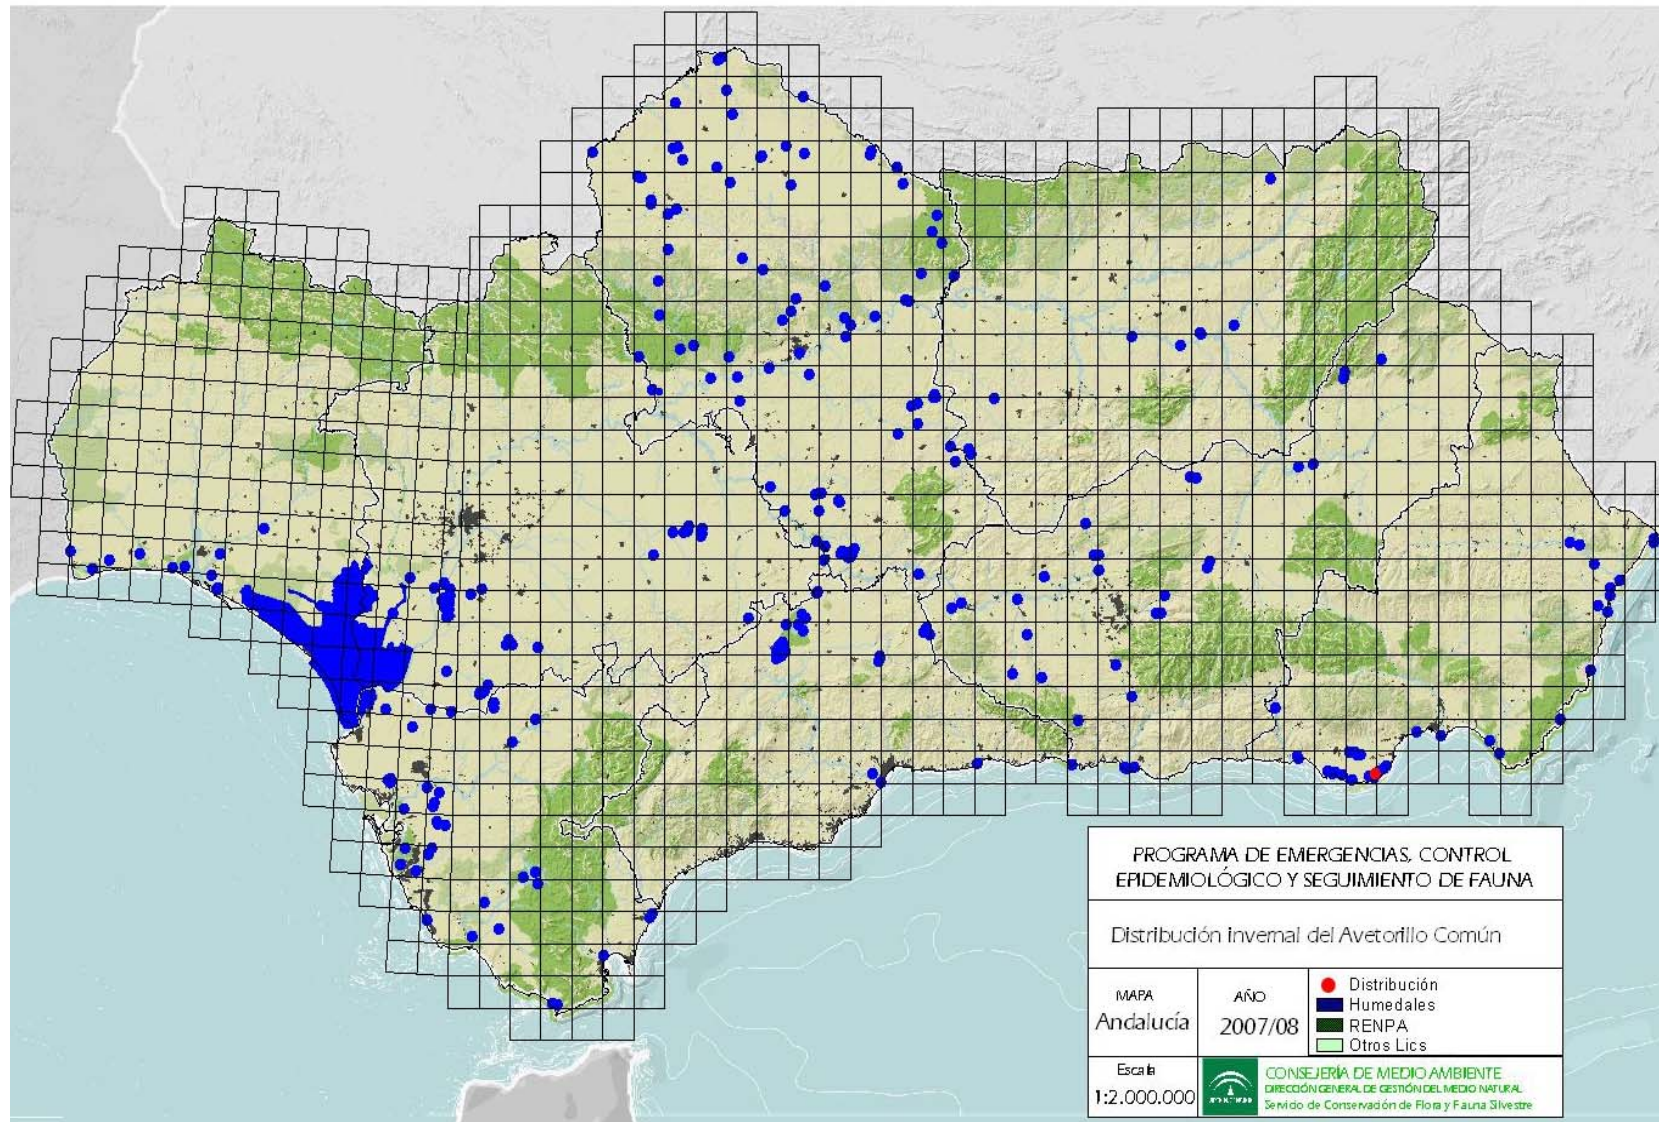 PROGRAMA DE EMERGENCIAS, CONTROL
EPIDEMIOLÓGICO Y SEGUIMIENTO DE FAUNA
Distribución invernal del Avetorillo Común
MAPA
Andalucía
AÑO
2007/08
Distribución
Humedales
RENPA
Otros Lics
Escala
1:2.000.000
CONSEJERÍA DE MEDIO AMBIENTE
DIRECCIÓN GENERAL DE GESTIÓN DEL MEDIO NATURAL
Servicio de Conservación de Flora y Fauna Silvestre